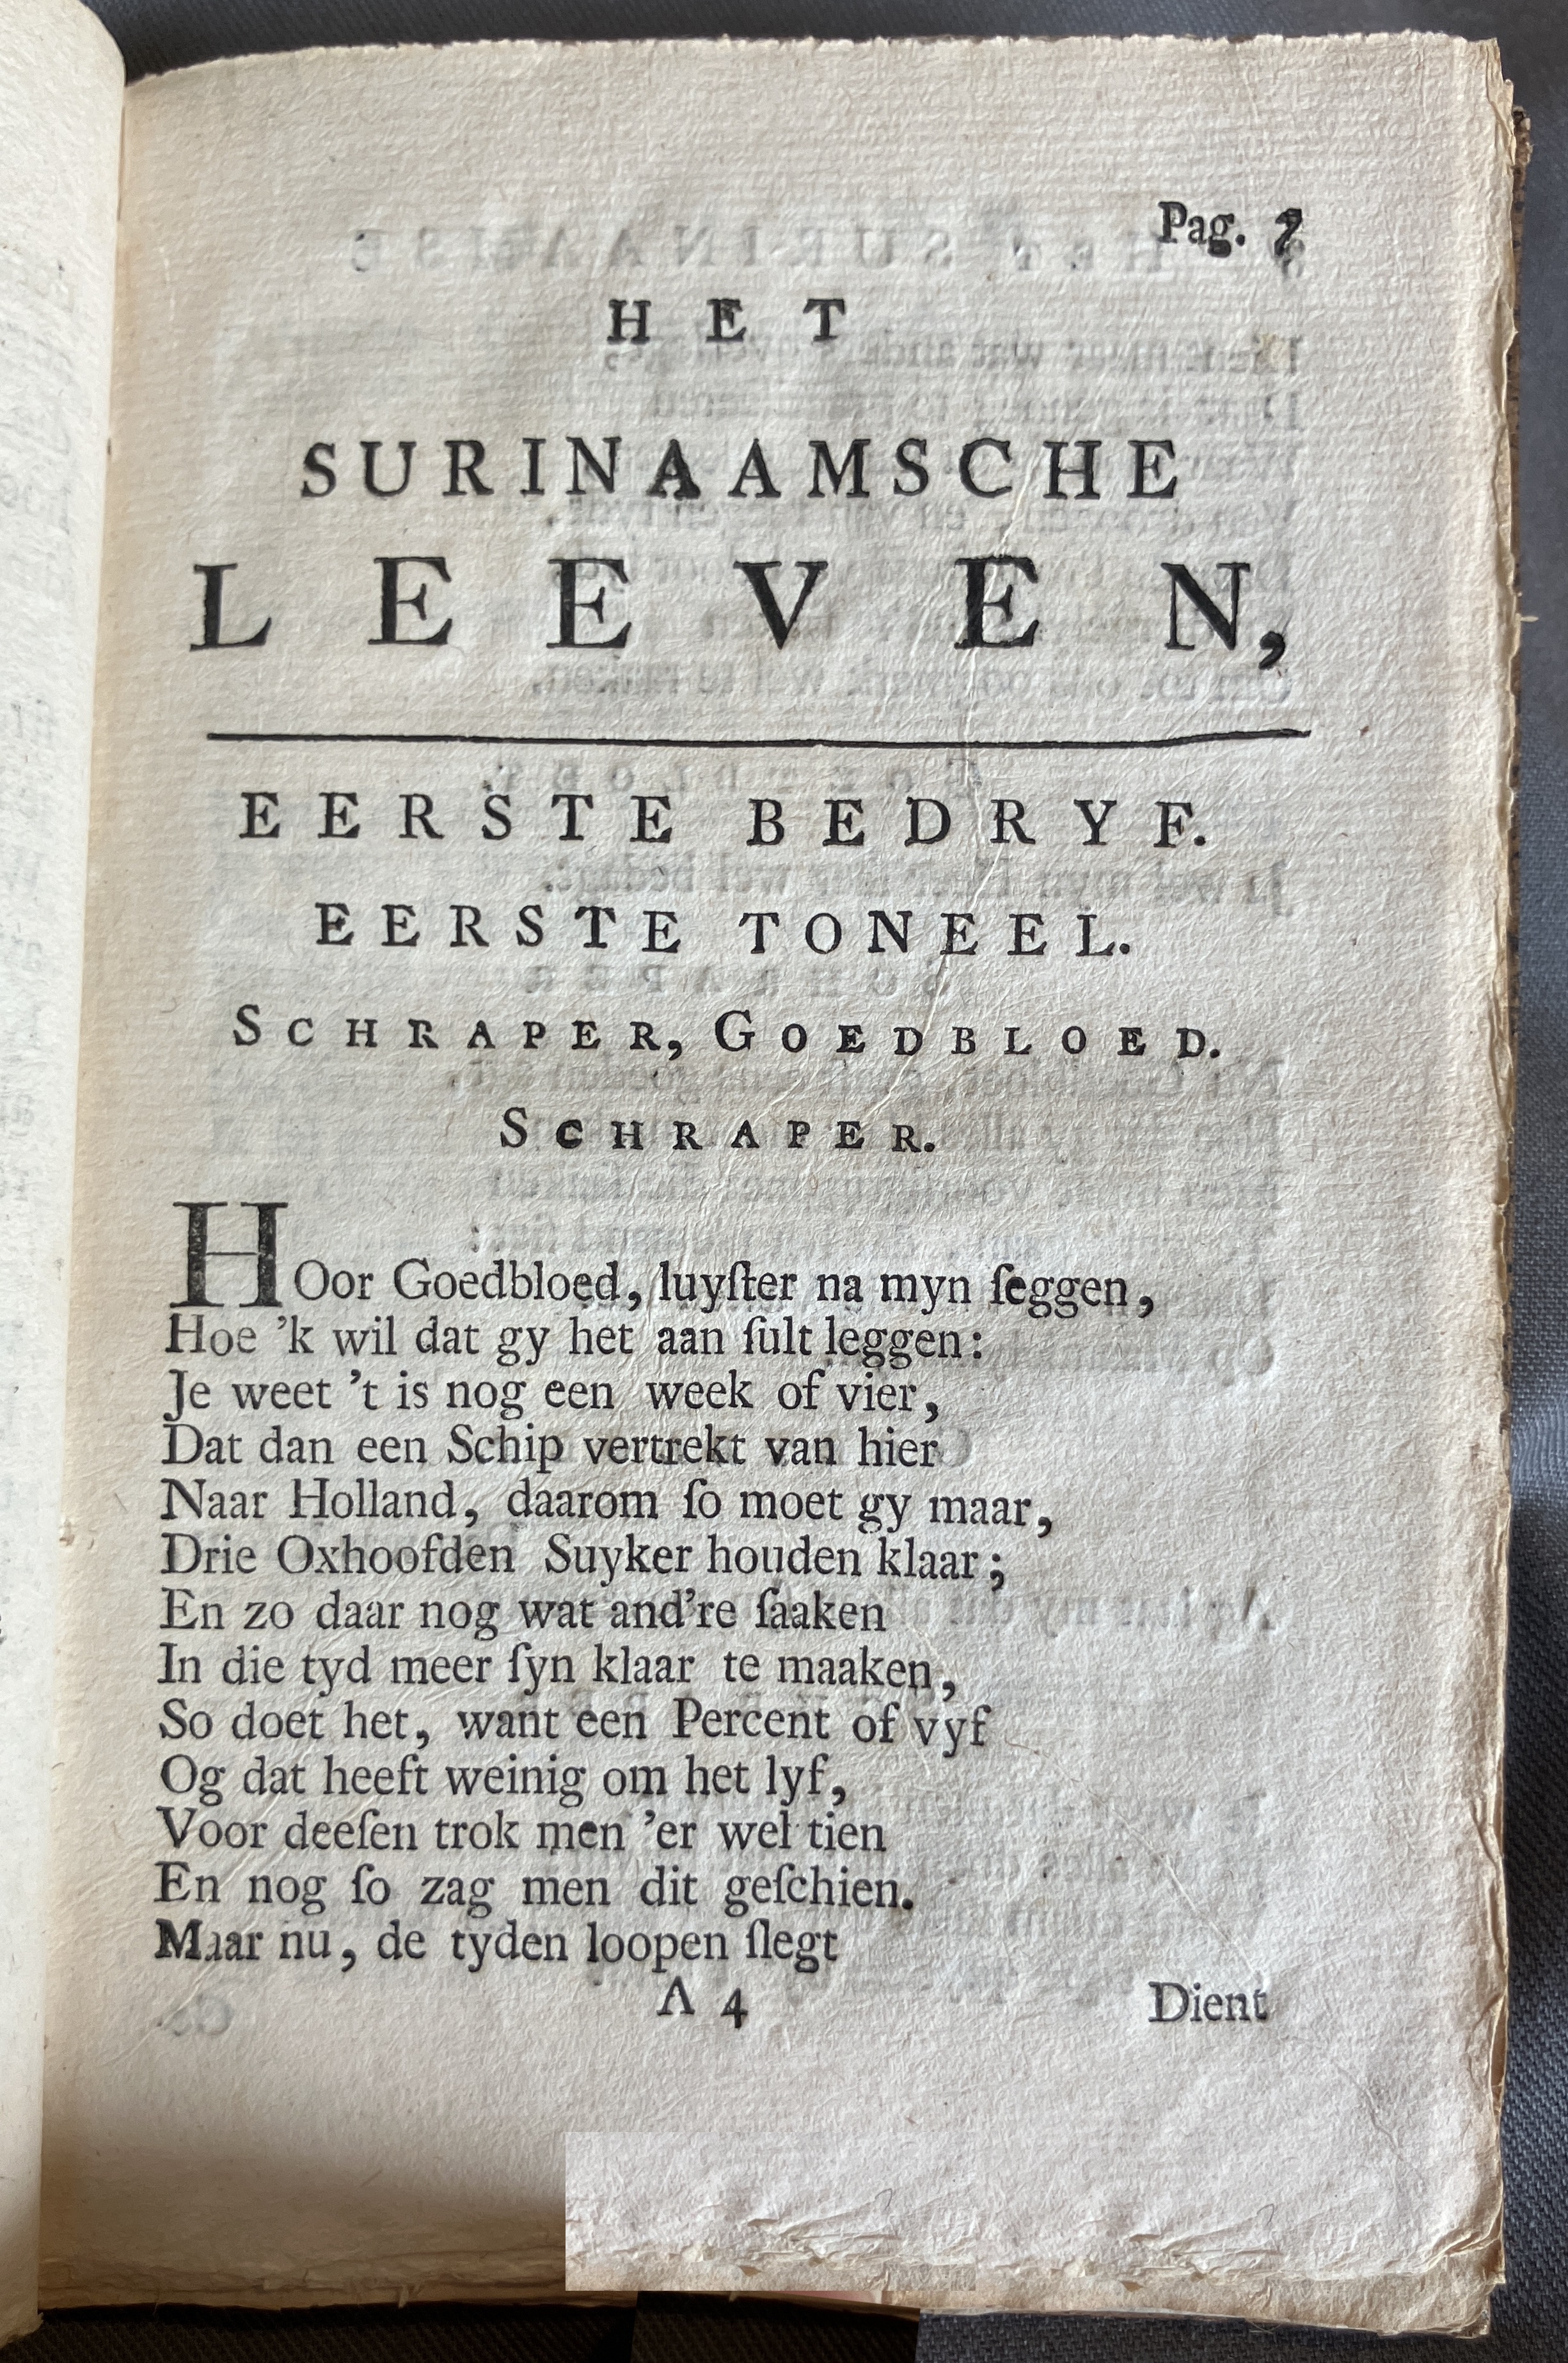 Pag. 7
HET
SURINAAMSCHE
LEEVEN,
EERSTE BEDRYF.
EERSTE TONEEL.
SCHRAPER, GOEDBLOED.
SCHRAPER.
HOor Goedbloed, luyſter na myn ſeggen,
Hoe 'k wil dat gy het aan ſult leggen:
Je weet 't is nog een week of vier,
Dat dan een Schip vertrekt van hier
Naar Holland, daarom ſo moet gy maar,
Drie Oxhoofden Suyker houden klaar;
En zo daar nog wat and're ſaaken
In die tyd meer ſyn klaar te maaken,
So doet het, want een Percent of vyf
Og dat heeft weinig om het lyf,
Voor deeſen trok men 'er wel tien
En nog ſo zag men dit geſchien.
Maar nu, de tyden loopen ſlegt
A 4 Dient